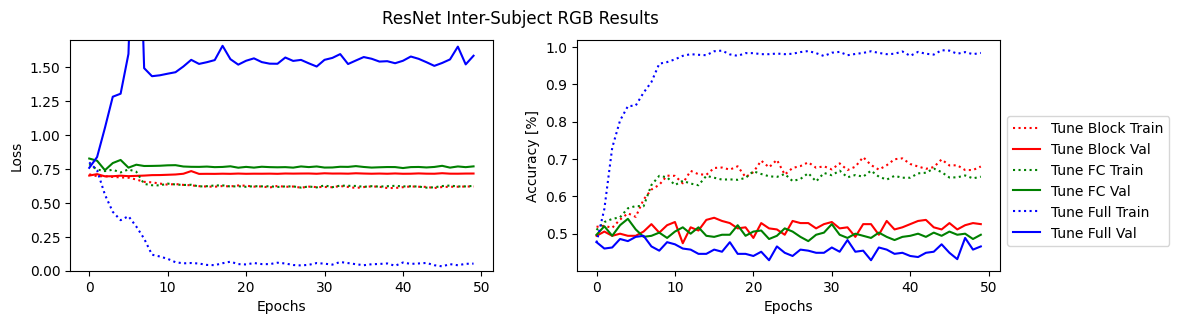 ResNet Inter-Subject RGB Results
Loss
1.50
1.25
1.00
0.75
0.50
0.25
0.00
0 10 20 30 40 50
Epochs
Accuracy [%]
1.0
0.9
0.8
0.7
0.6
0.5
0 10 20 30 40 50
Epochs
Tune Block Train
Tune Block Val
Tune FC Train
Tune FC Val
Tune Full Train
Tune Full Val